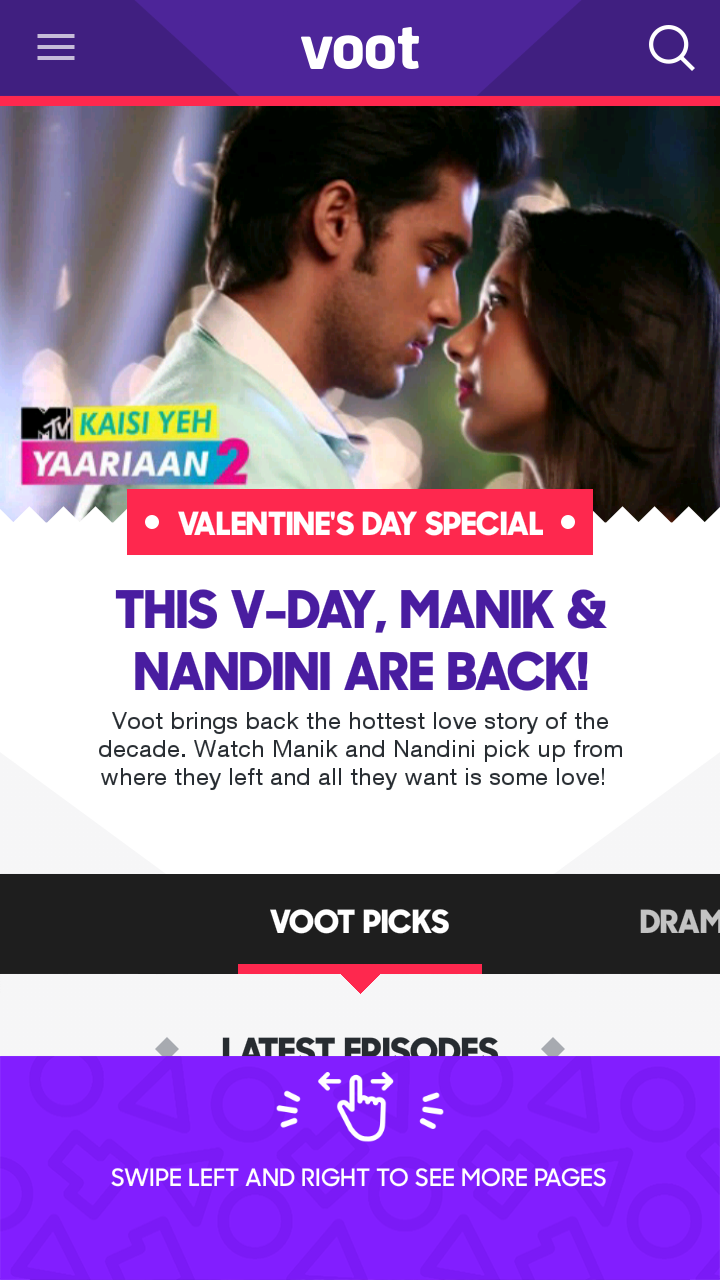 voot
MTV KAISI YEH
YAARIAAN 2
VALENTINE'S DAY SPECIAL
THIS V-DAY, MANIK &
NANDINI ARE BACK!
Voot brings back the hottest love story of the
decade. Watch Manik and Nandini pick up from
where they left and all they want is some love!
VOOT PICKS
DRAM
LATEST EPISODES
SWIPE LEFT AND RIGHT TO SEE MORE PAGES